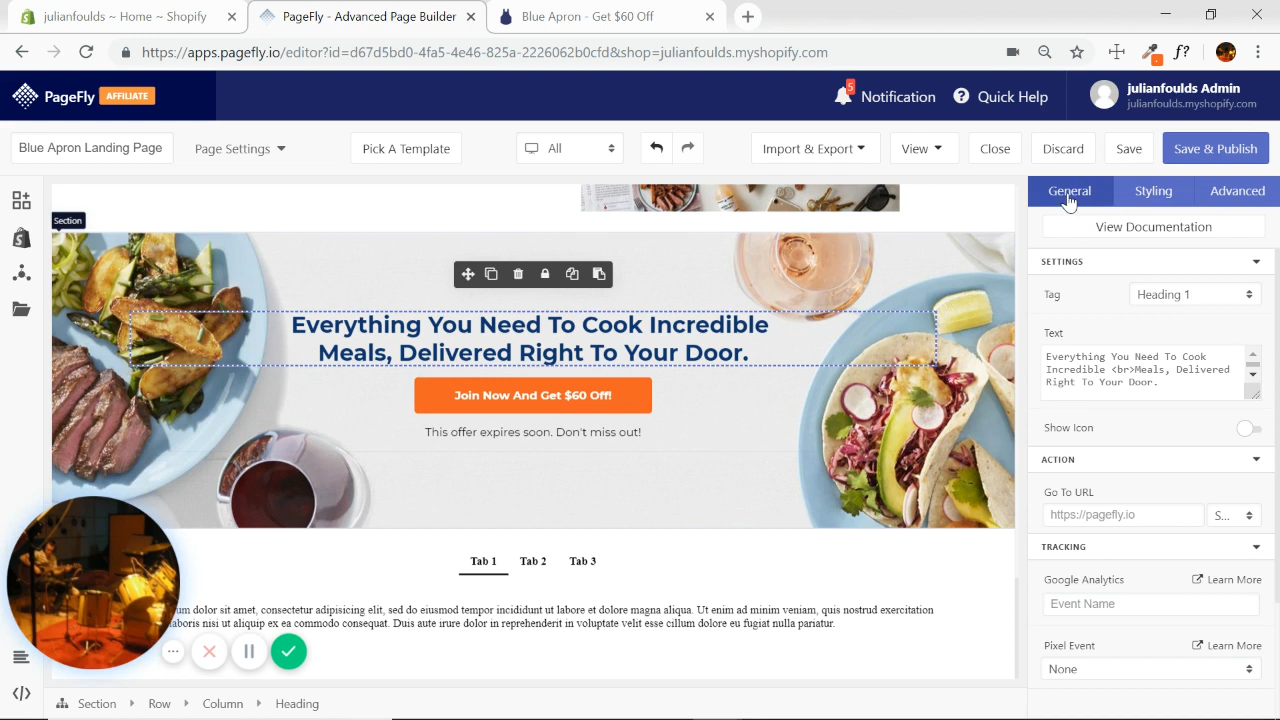 julianfoulds ~ Home ~ Shopify
PageFly - Advanced Page Builder
Blue Apron - Get $60 Off
https://apps.pagefly.io/editor?id=d67d5bd0-4fa5-4e46-825a-2226062b0cfd&shop=julianfoulds.myshopify.com
f?
PageFly AFFILIATE
5
Notification
Quick Help
julianfoulds Admin
julianfoulds.myshopify.com
Blue Apron Landing Page
Page Settings
Pick A Template
All
Import & Export
View
Close
Discard
Save
Save & Publish
General
Styling
Advanced
Section
View Documentation
SETTINGS
Tag
Heading 1
Text
Everything You Need To Cook
Incredible <br>Meals, Delivered
Right To Your Door.
Show Icon
ACTION
Go To URL
https://pagefly.io
S...
TRACKING
Google Analytics
Learn More
Event Name
Pixel Event
Learn More
None
Everything You Need To Cook Incredible
Meals, Delivered Right To Your Door.
Join Now And Get $60 Off!
This offer expires soon. Don't miss out!
Tab 1
Tab 2
Tab 3
um dolor sit amet, consectetur adipisicing elit, sed do eiusmod tempor incididunt ut labore et dolore magna aliqua. Ut enim ad minim veniam, quis nostrud exercitation
laboris nisi ut aliquip ex ea commodo consequat. Duis aute irure dolor in reprehenderit in voluptate velit esse cillum dolore eu fugiat nulla pariatur.
Section
Row
Column
Heading